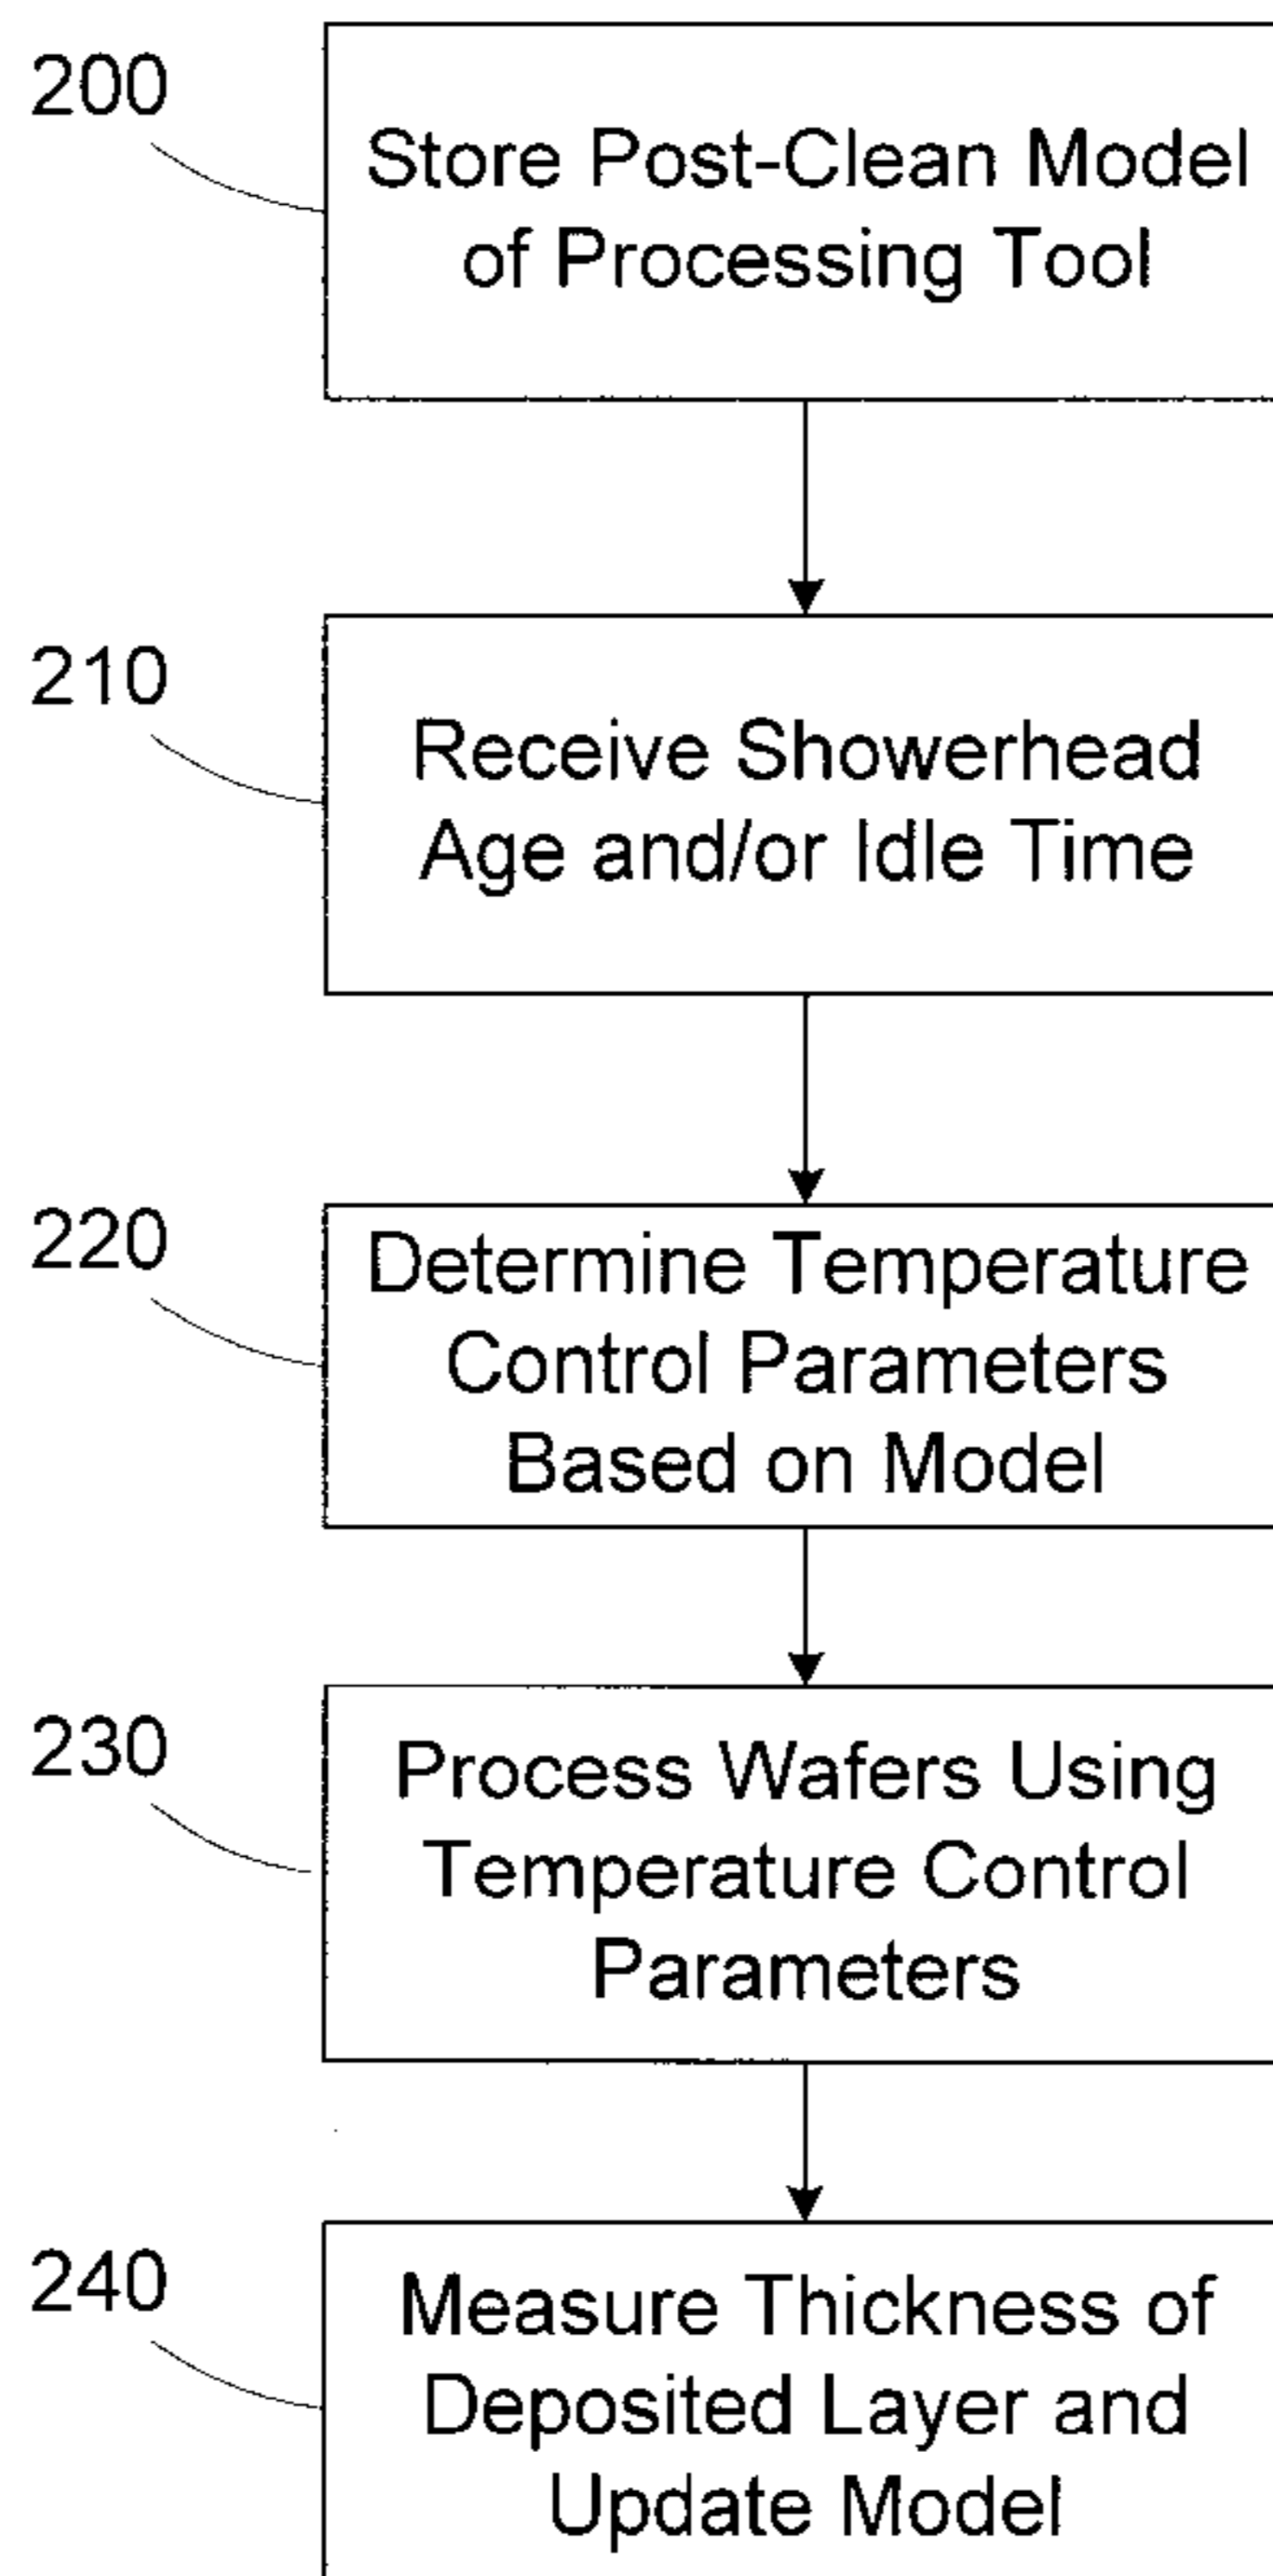 200
Store Post-Clean Model
of Processing Tool
210
Receive Showerhead
Age and/or Idle Time
220
Determine Temperature
Control Parameters
Based on Model
230
Process Wafers Using
Temperature Control
Parameters
240
Measure Thickness of
Deposited Layer and
Update Model